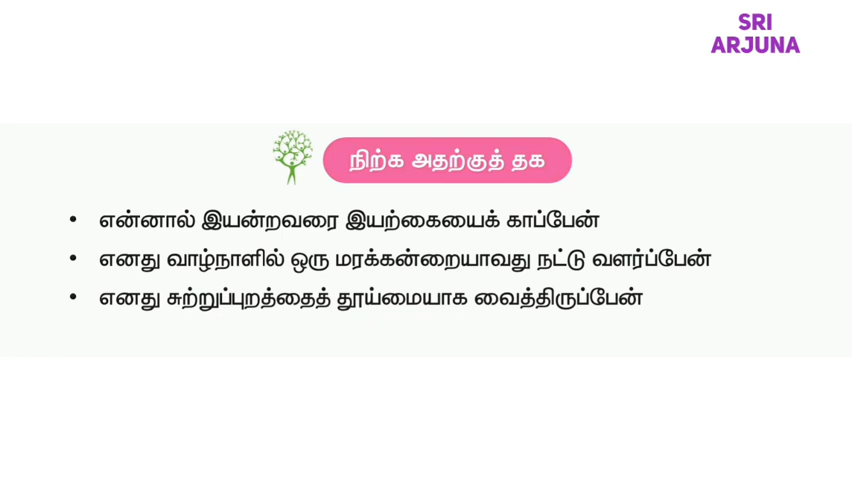 SRI
ARJUNA
நிற்க அதற்குத் தக
• என்னால் இயன்றவரை இயற்கையைக் காப்பேன்
• எனது வாழ்நாளில் ஒரு மரக்கன்றையாவது நட்டு வளர்ப்பேன்
• எனது சுற்றுப்புறத்தைத் தூய்மையாக வைத்திருப்பேன்